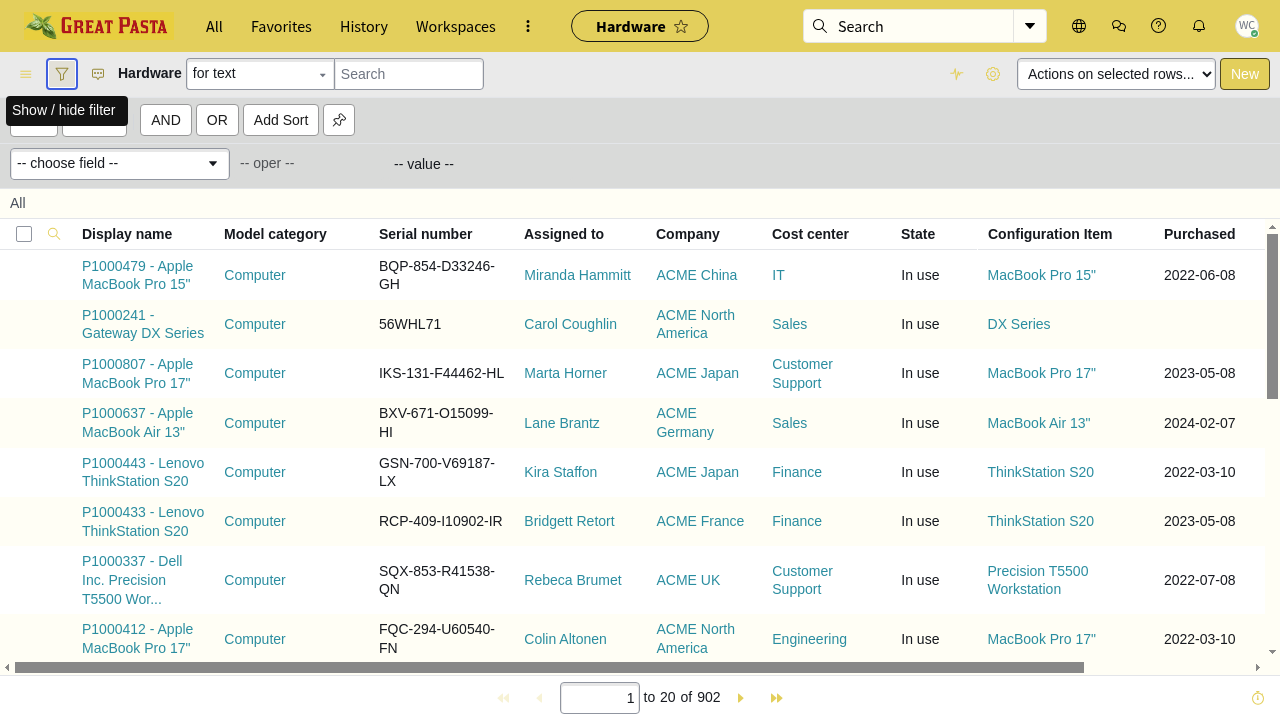 GREAT PASTA All Favorites History Workspaces Hardware Search WC
Hardware for text Search Actions on selected rows... New
Show / hide filter AND OR Add Sort
-- choose field -- -- oper -- -- value --
All
Display name Model category Serial number Assigned to Company Cost center State Configuration Item Purchased
P1000479 - Apple MacBook Pro 15" Computer BQP-854-D33246-GH Miranda Hammitt ACME China IT In use MacBook Pro 15" 2022-06-08
P1000241 - Gateway DX Series Computer 56WHL71 Carol Coughlin ACME North America Sales In use DX Series
P1000807 - Apple MacBook Pro 17" Computer IKS-131-F44462-HL Marta Horner ACME Japan Customer Support In use MacBook Pro 17" 2023-05-08
P1000637 - Apple MacBook Air 13" Computer BXV-671-O15099-HI Lane Brantz ACME Germany Sales In use MacBook Air 13" 2024-02-07
P1000443 - Lenovo ThinkStation S20 Computer GSN-700-V69187-LX Kira Staffon ACME Japan Finance In use ThinkStation S20 2022-03-10
P1000433 - Lenovo ThinkStation S20 Computer RCP-409-I10902-IR Bridgett Retort ACME France Finance In use ThinkStation S20 2023-05-08
P1000337 - Dell Inc. Precision T5500 Wor... Computer SQX-853-R41538-QN Rebeca Brumet ACME UK Customer Support In use Precision T5500 Workstation 2022-07-08
P1000412 - Apple MacBook Pro 17" Computer FQC-294-U60540-FN Colin Altonen ACME North America Engineering In use MacBook Pro 17" 2022-03-10
1 to 20 of 902